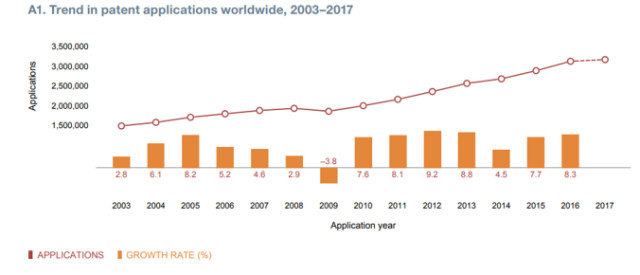 A1. Trend in patent applications worldwide, 2003–2017
Applications
3,500,000
3,000,000
2,500,000
2,000,000
1,500,000
–3.8
2.8 6.1 8.2 5.2 4.6 2.9 7.6 8.1 9.2 8.8 4.5 7.7 8.3
2003 2004 2005 2006 2007 2008 2009 2010 2011 2012 2013 2014 2015 2016 2017
Application year
APPLICATIONS GROWTH RATE (%)